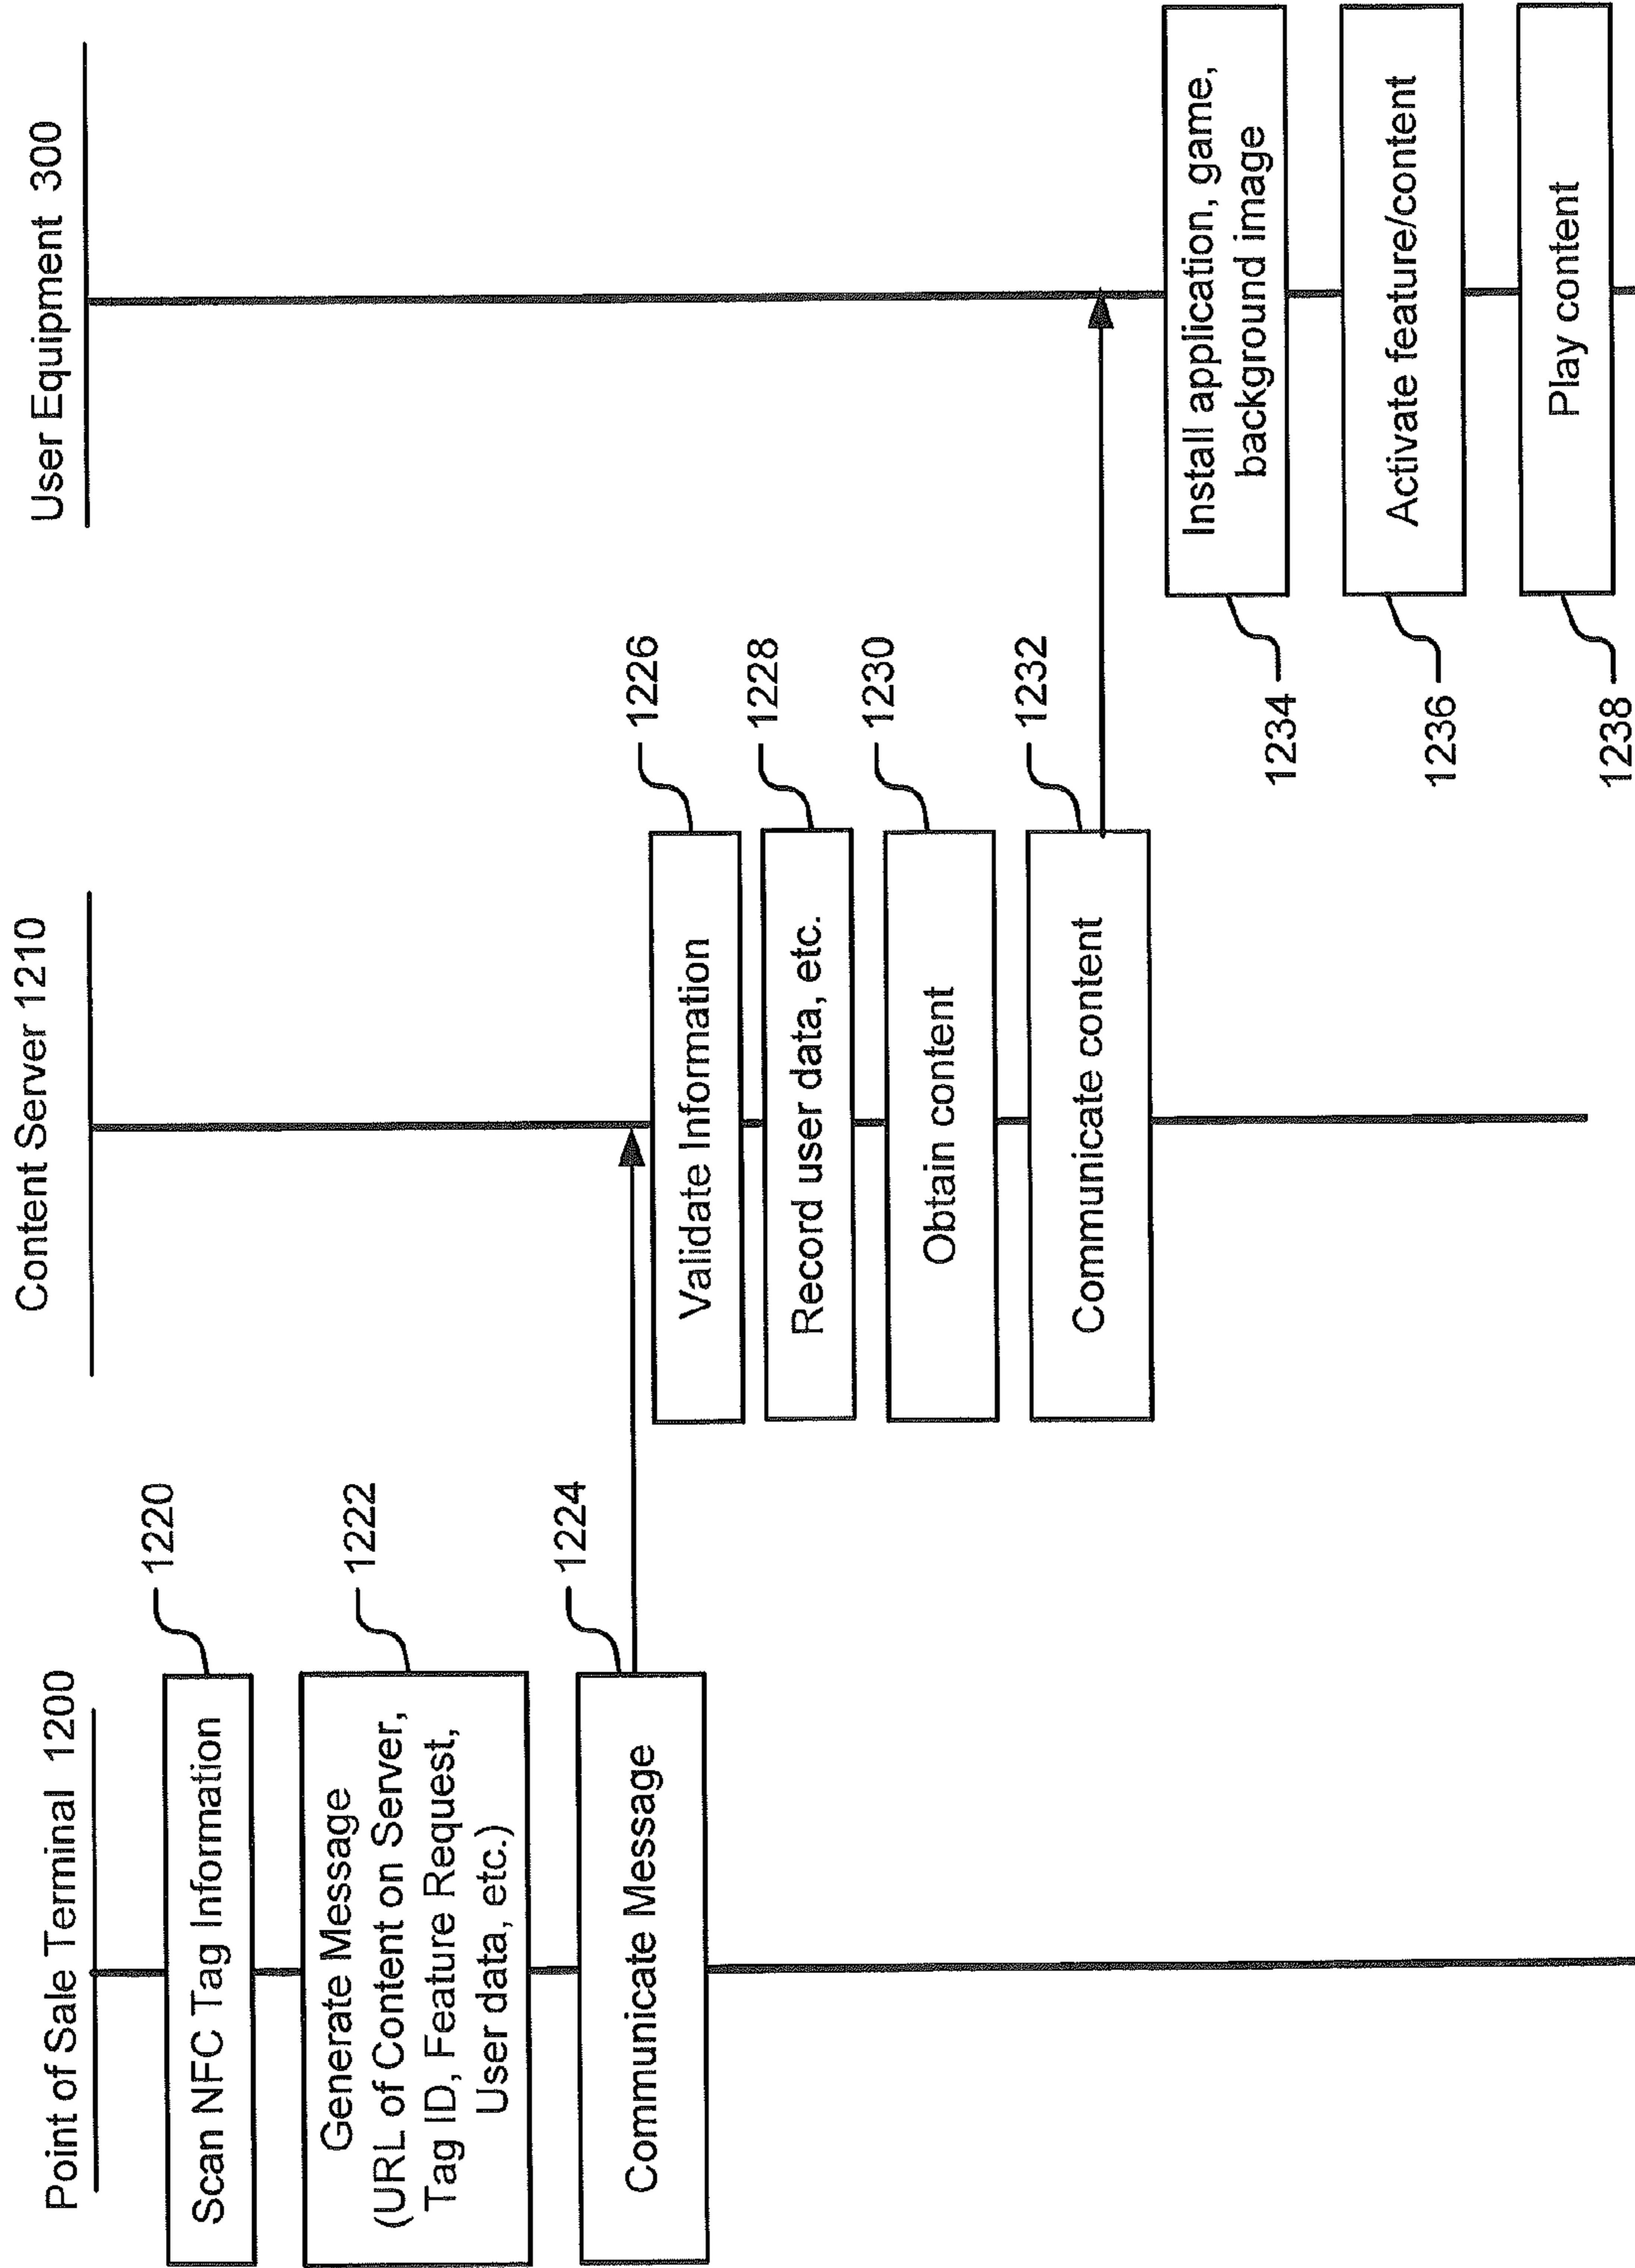 Point of Sale Terminal 1200
Scan NFC Tag Information
1220
Generate Message
(URL of Content on Server,
Tag ID, Feature Request,
User data, etc.)
1222
Communicate Message
1224
Content Server 1210
Validate Information
1226
Record user data, etc.
1228
Obtain content
1230
Communicate content
1232
User Equipment 300
Install application, game,
background image
1234
Activate feature/content
1236
Play content
1238